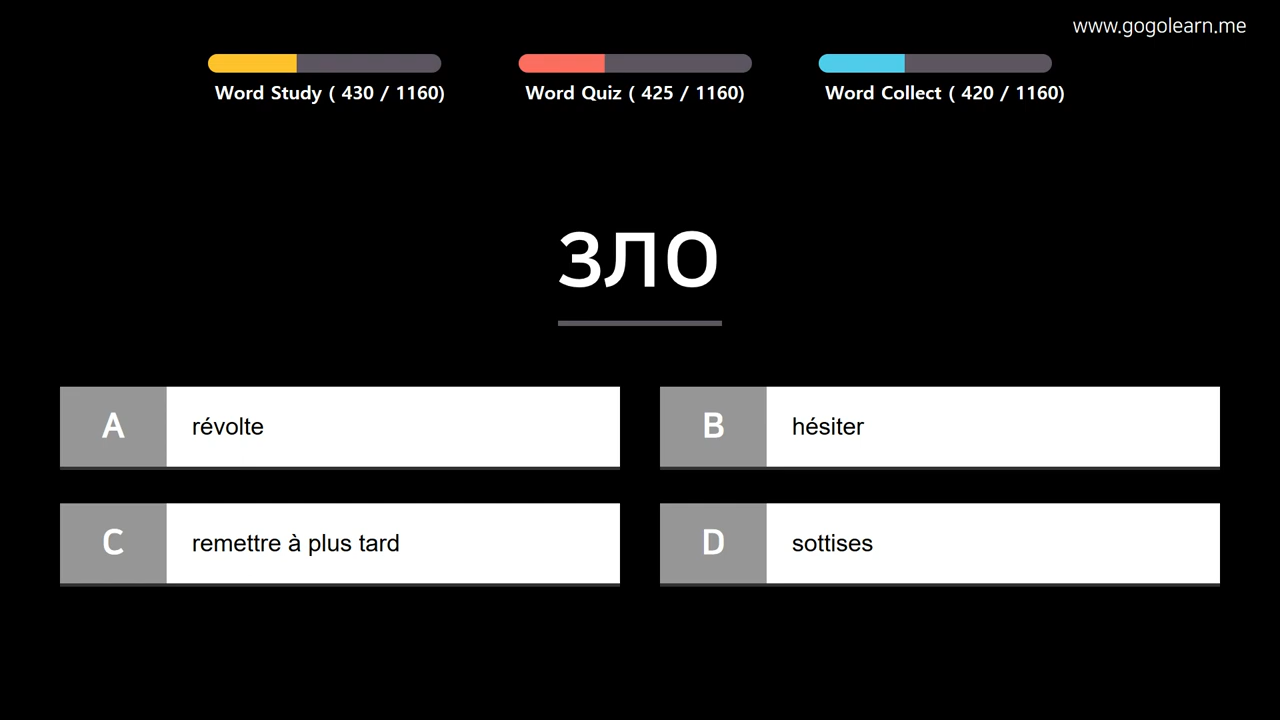 www.gogolearn.me
Word Study ( 430 / 1160)
Word Quiz ( 425 / 1160)
Word Collect ( 420 / 1160)
зло
A
révolte
B
hésiter
C
remettre à plus tard
D
sottises